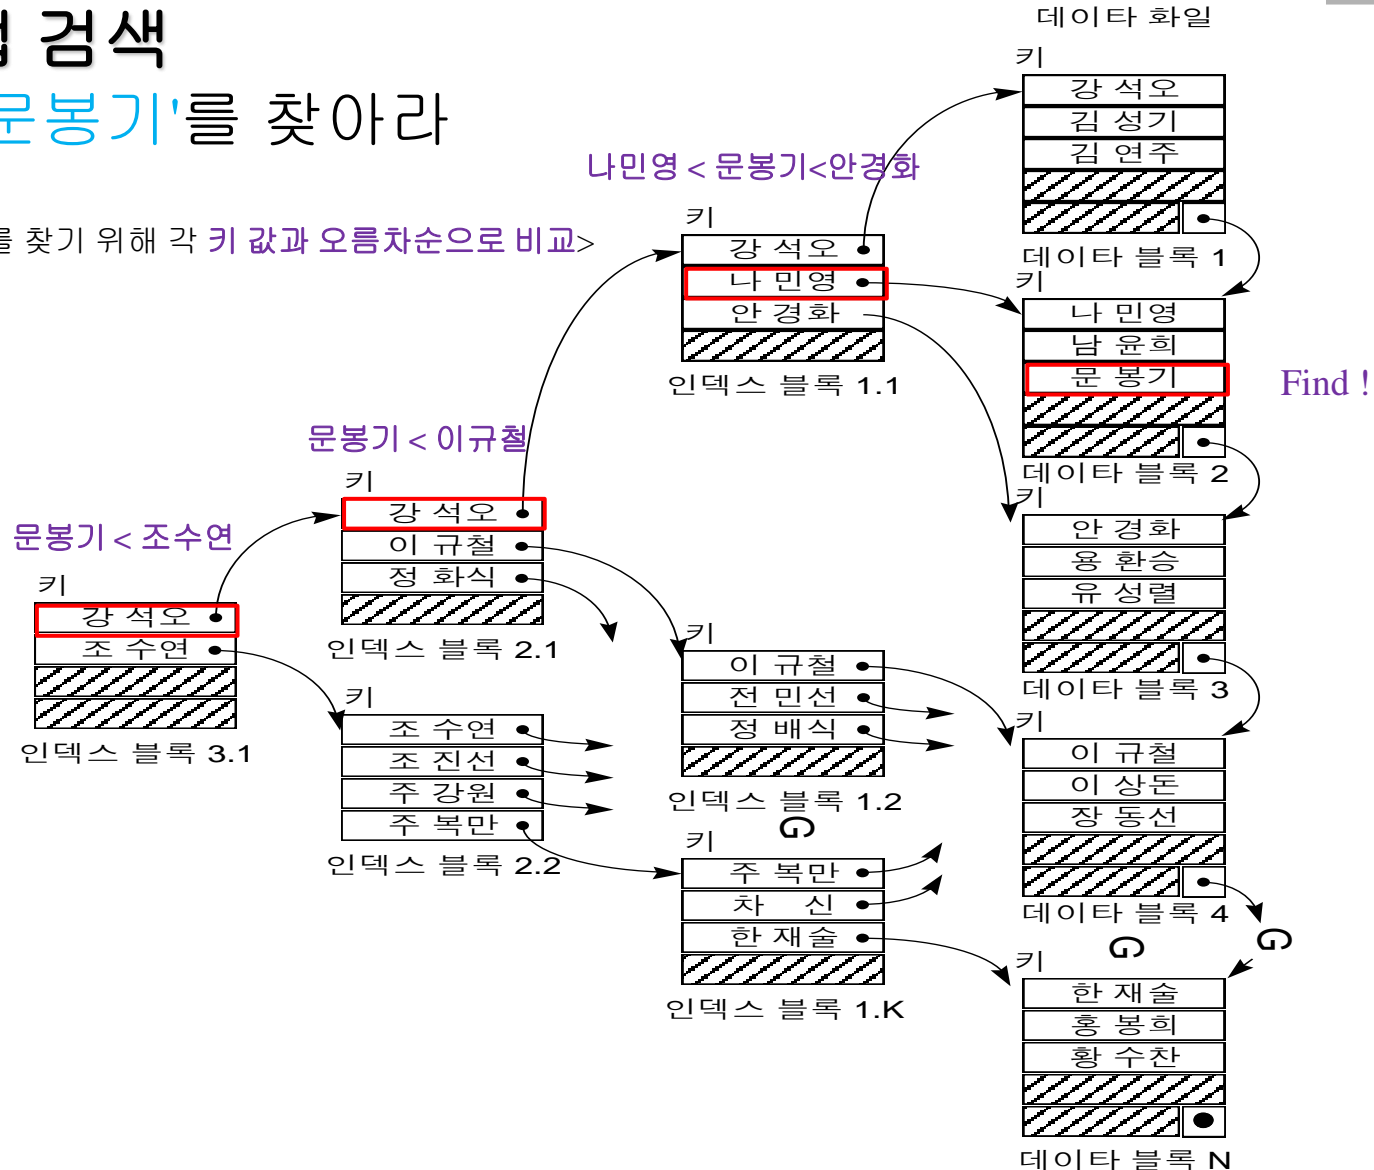 검색
문봉기'를 찾아라
를 찾기 위해 각 키 값과 오름차순으로 비교>
문봉기 < 조수연
키
강 석오
조 수연
인덱스 블록 3.1
문봉기 < 이규철
키
강 석오
이 규철
정 화식
인덱스 블록 2.1
키
조 수연
조 진선
주 강원
주 복만
인덱스 블록 2.2
나민영 < 문봉기<안경화
키
강 석오
나 민영
안 경화
인덱스 블록 1.1
키
이 규철
전 민선
정 배식
인덱스 블록 1.2
G
키
주 복만
차 신
한 재술
인덱스 블록 1.K
데이타 화일
키
강 석오
김 성기
김 연주
데이타 블록 1
키
나 민영
남 윤희
문 봉기
Find !
데이타 블록 2
키
안 경화
용 환승
유 성렬
데이타 블록 3
키
이 규철
이 상돈
장 동선
데이타 블록 4
G
G
키
한 재술
홍 봉희
황 수찬
데이타 블록 N